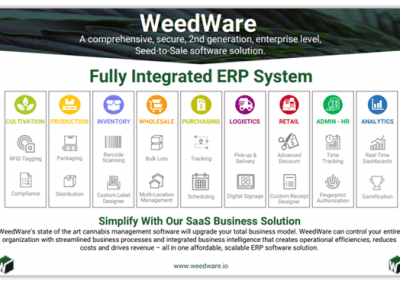 WeedWare
A comprehensive, secure, 2nd generation, enterprise level,
Seed-to-Sale software solution.
Fully Integrated ERP System
CULTIVATION PRODUCTION INVENTORY WHOLESALE PURCHASING LOGISTICS RETAIL ADMIN - HR ANALYTICS
RFID Tagging Packaging Barcode Scanning Bulk Lots Tracking Pick-up & Delivery Advanced Discount Time Tracking Real-Time Dashboards
Compliance Distribution Custom Label Designer Multi-Location Management Scheduling Digital Signage Custom Receipt Designer Fingerprint Authorization Gamification
Simplify With Our SaaS Business Solution
WeedWare's state of the art cannabis management software will upgrade your total business model. WeedWare can control your entire
organization with streamlined business processes and integrated business intelligence that creates operational efficiencies, reduces
costs and drives revenue – all in one affordable, scalable ERP software solution.
W
www.weedware.io
W